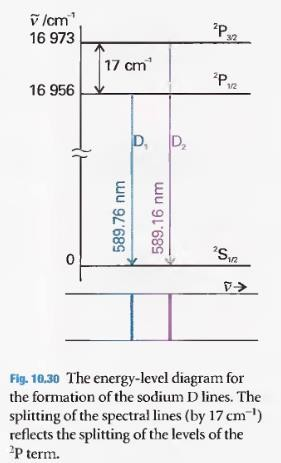 ν̃ /cm⁻¹
16 973
²P₃/₂
17 cm⁻¹
²P₁/₂
16 956
D₁
D₂
589.76 nm
589.16 nm
²S₁/₂
0
ν̃→
Fig. 10.30 The energy-level diagram for
the formation of the sodium D lines. The
splitting of the spectral lines (by 17 cm⁻¹)
reflects the splitting of the levels of the
²P term.